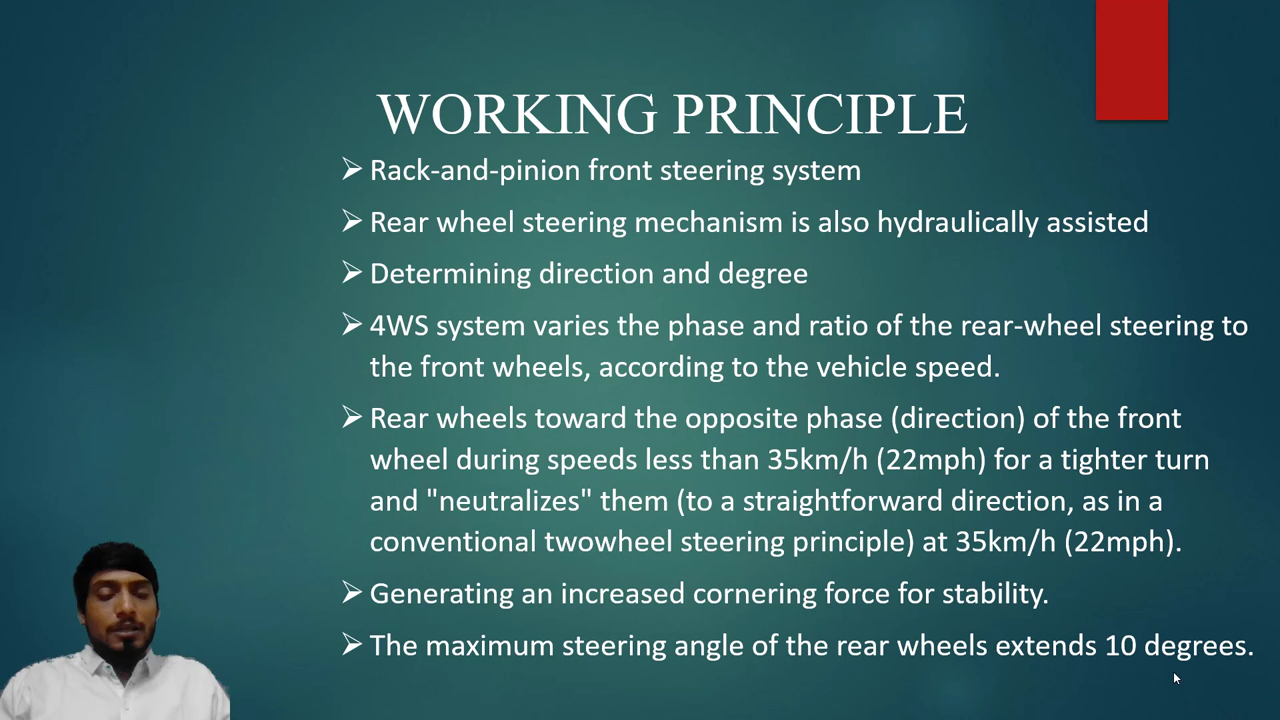 WORKING PRINCIPLE
Rack-and-pinion front steering system
Rear wheel steering mechanism is also hydraulically assisted
Determining direction and degree
4WS system varies the phase and ratio of the rear-wheel steering to
the front wheels, according to the vehicle speed.
Rear wheels toward the opposite phase (direction) of the front
wheel during speeds less than 35km/h (22mph) for a tighter turn
and "neutralizes" them (to a straightforward direction, as in a
conventional twowheel steering principle) at 35km/h (22mph).
Generating an increased cornering force for stability.
The maximum steering angle of the rear wheels extends 10 degrees.